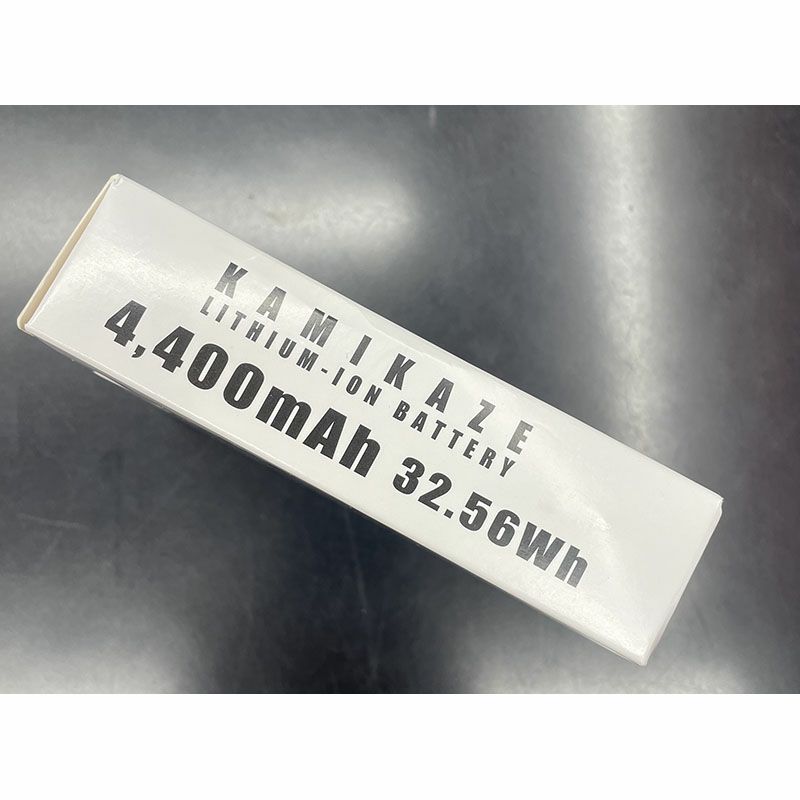 KAMIKAZE
LITHIUM-ION BATTERY
4,400mAh 32.56Wh